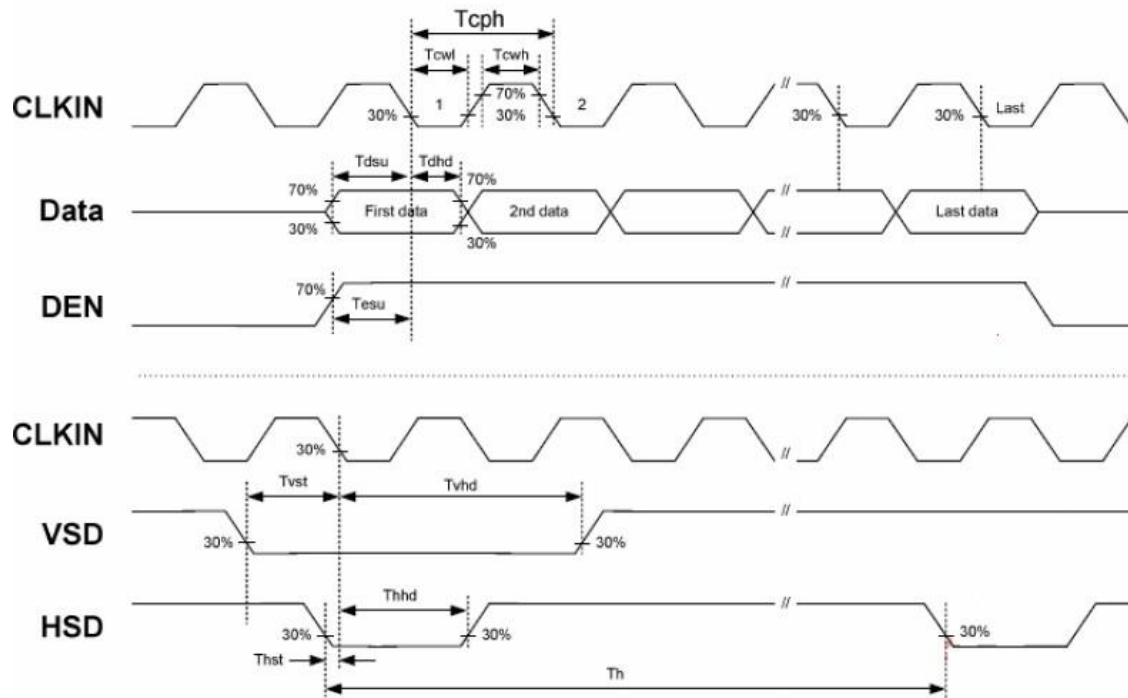 Tcph
Tcwl Tcwh
CLKIN 30% 1 70% 30% 2 // 30% 30% Last
Tdsu Tdhd
70% 70%
Data First data 2nd data // Last data
30% 30%
//
DEN 70% Tesu //
CLKIN 30% //
Tvst Tvhd
VSD 30% 30% //
Thhd
HSD 30% 30% // 30%
Thst
Th